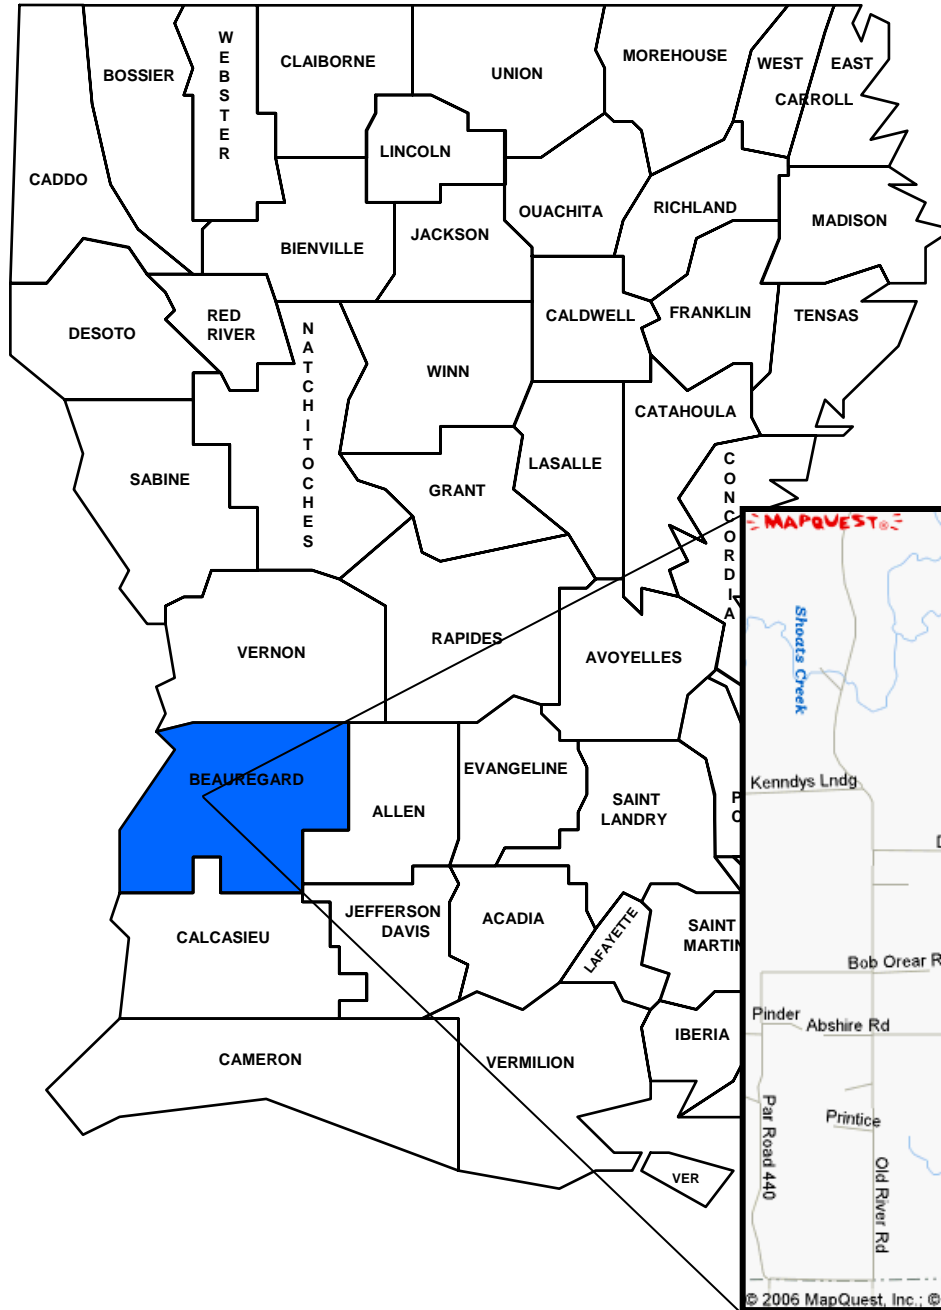 WEBSTER
CLAIBORNE
MOREHOUSE
WEST
EAST
BOSSIER
UNION
CARROLL
LINCOLN
CADDO
OUACHITA
RICHLAND
MADISON
BIENVILLE
JACKSON
RED
RIVER
DESOTO
CALDWELL
FRANKLIN
TENSAS
NATCHITOCHES
WINN
CATAHOULA
SABINE
GRANT
LASALLE
CONCORDIA
VERNON
RAPIDES
AVOYELLES
BEAUREGARD
ALLEN
EVANGELINE
SAINT
LANDRY
P
C
CALCASIEU
JEFFERSON
DAVIS
ACADIA
LAFAYETTE
SAINT
MARTIN
CAMERON
VERMILION
IBERIA
VER
MAPQUEST®
Shoats Creek
Kenndys Lndg
D
Bob Orear R
Pinder
Abshire Rd
Par Road 440
Printice
Old River Rd
© 2006 MapQuest, Inc.; ©